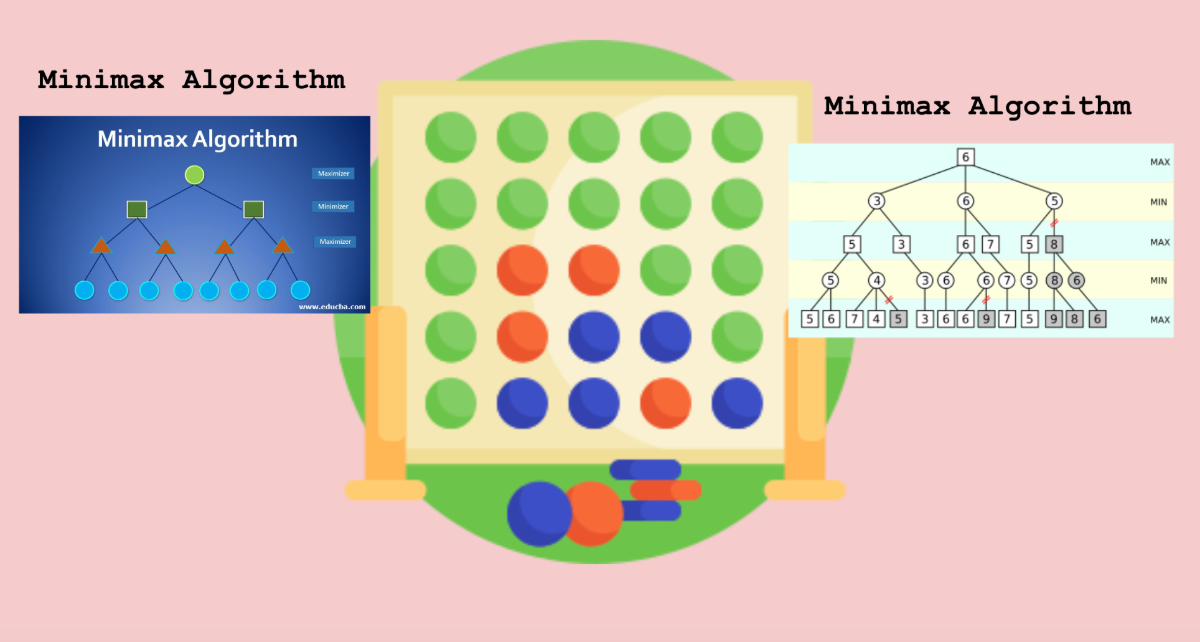 Minimax Algorithm
Minimax Algorithm
Maximizer
Minimizer
Maximizer
www.educba.com
Minimax Algorithm
6 MAX
3 6 5 MIN
5 3 6 7 5 8 MAX
5 4 3 6 6 7 5 8 6 MIN
5 6 7 4 5 3 6 6 9 7 5 9 8 6 MAX